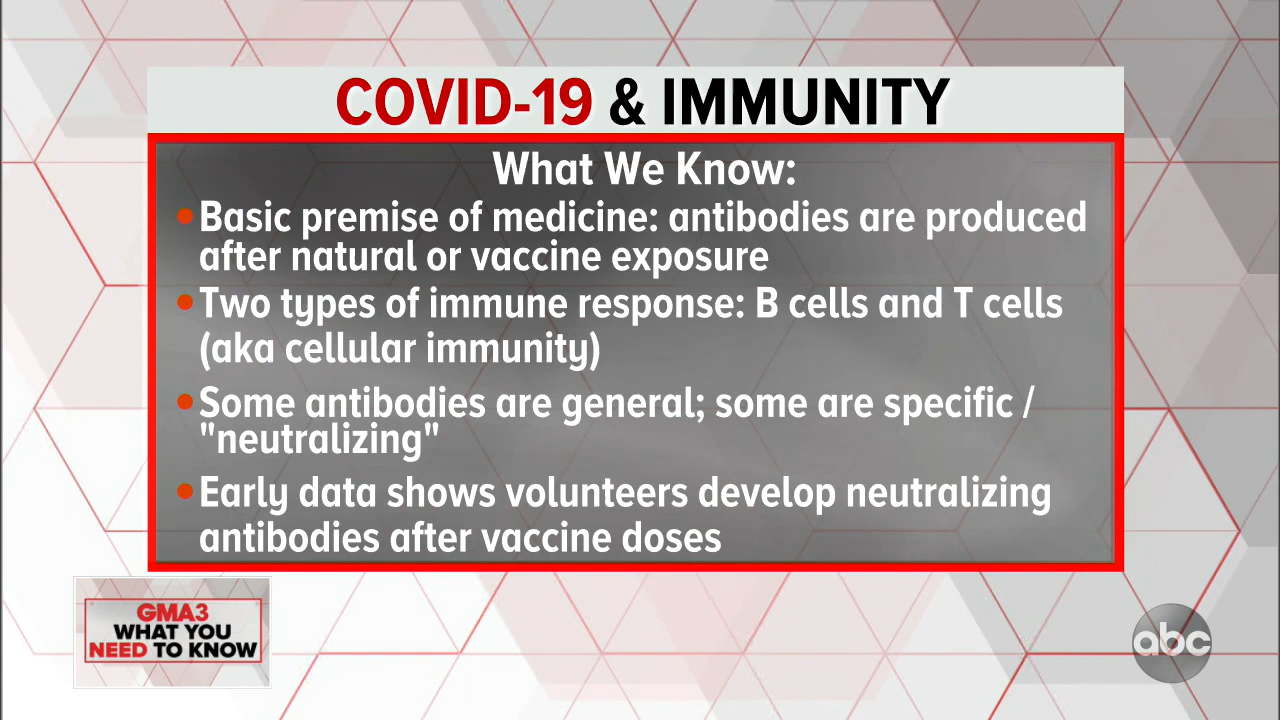 COVID-19 & IMMUNITY
What We Know:
Basic premise of medicine: antibodies are produced
after natural or vaccine exposure
Two types of immune response: B cells and T cells
(aka cellular immunity)
Some antibodies are general; some are specific /
"neutralizing"
Early data shows volunteers develop neutralizing
antibodies after vaccine doses
GMA3
WHAT YOU
NEED TO KNOW
abc